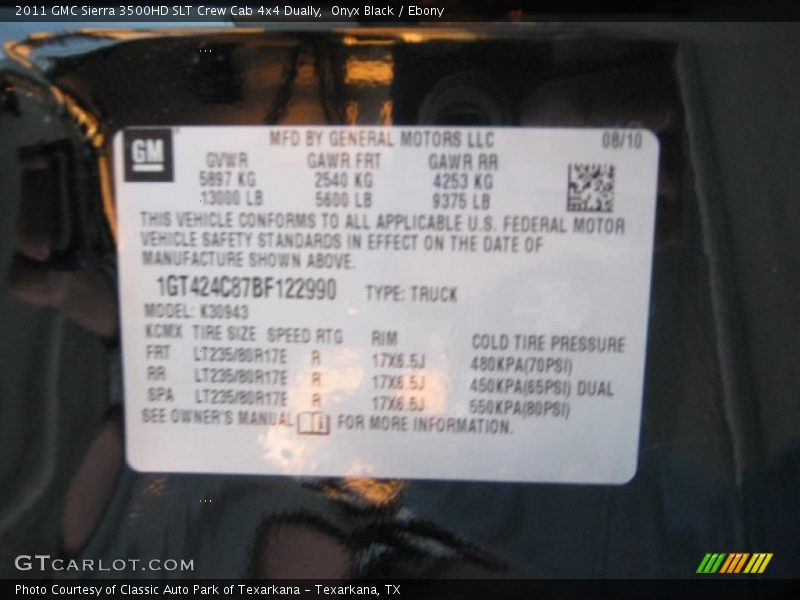 2011 GMC Sierra 3500HD SLT Crew Cab 4x4 Dually, Onyx Black / Ebony
GM
MFD BY GENERAL MOTORS LLC 08/10
GVWR GAWR FRT GAWR RR
5897 KG 2540 KG 4253 KG
13000 LB 5600 LB 9375 LB
THIS VEHICLE CONFORMS TO ALL APPLICABLE U.S. FEDERAL MOTOR
VEHICLE SAFETY STANDARDS IN EFFECT ON THE DATE OF
MANUFACTURE SHOWN ABOVE.
1GT424C87BF122990 TYPE: TRUCK
MODEL: K30943
KCMX TIRE SIZE SPEED RTG RIM COLD TIRE PRESSURE
FRT LT235/80R17E R 17X6.5J 480KPA(70PSI)
RR LT235/80R17E R 17X6.5J 450KPA(65PSI) DUAL
SPA LT235/80R17E R 17X6.5J 550KPA(80PSI)
SEE OWNER'S MANUAL FOR MORE INFORMATION.
GTCARLOT.COM
Photo Courtesy of Classic Auto Park of Texarkana - Texarkana, TX